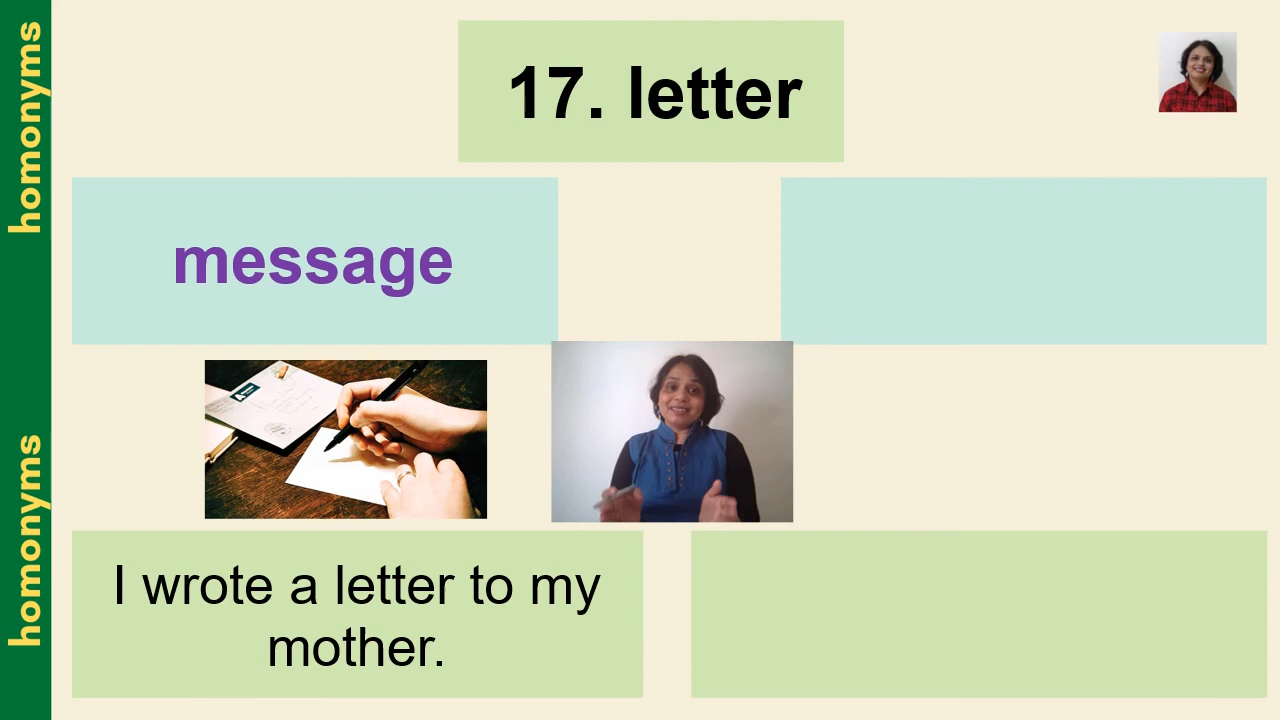 homonyms
homonyms
17. letter
message
I wrote a letter to my
mother.